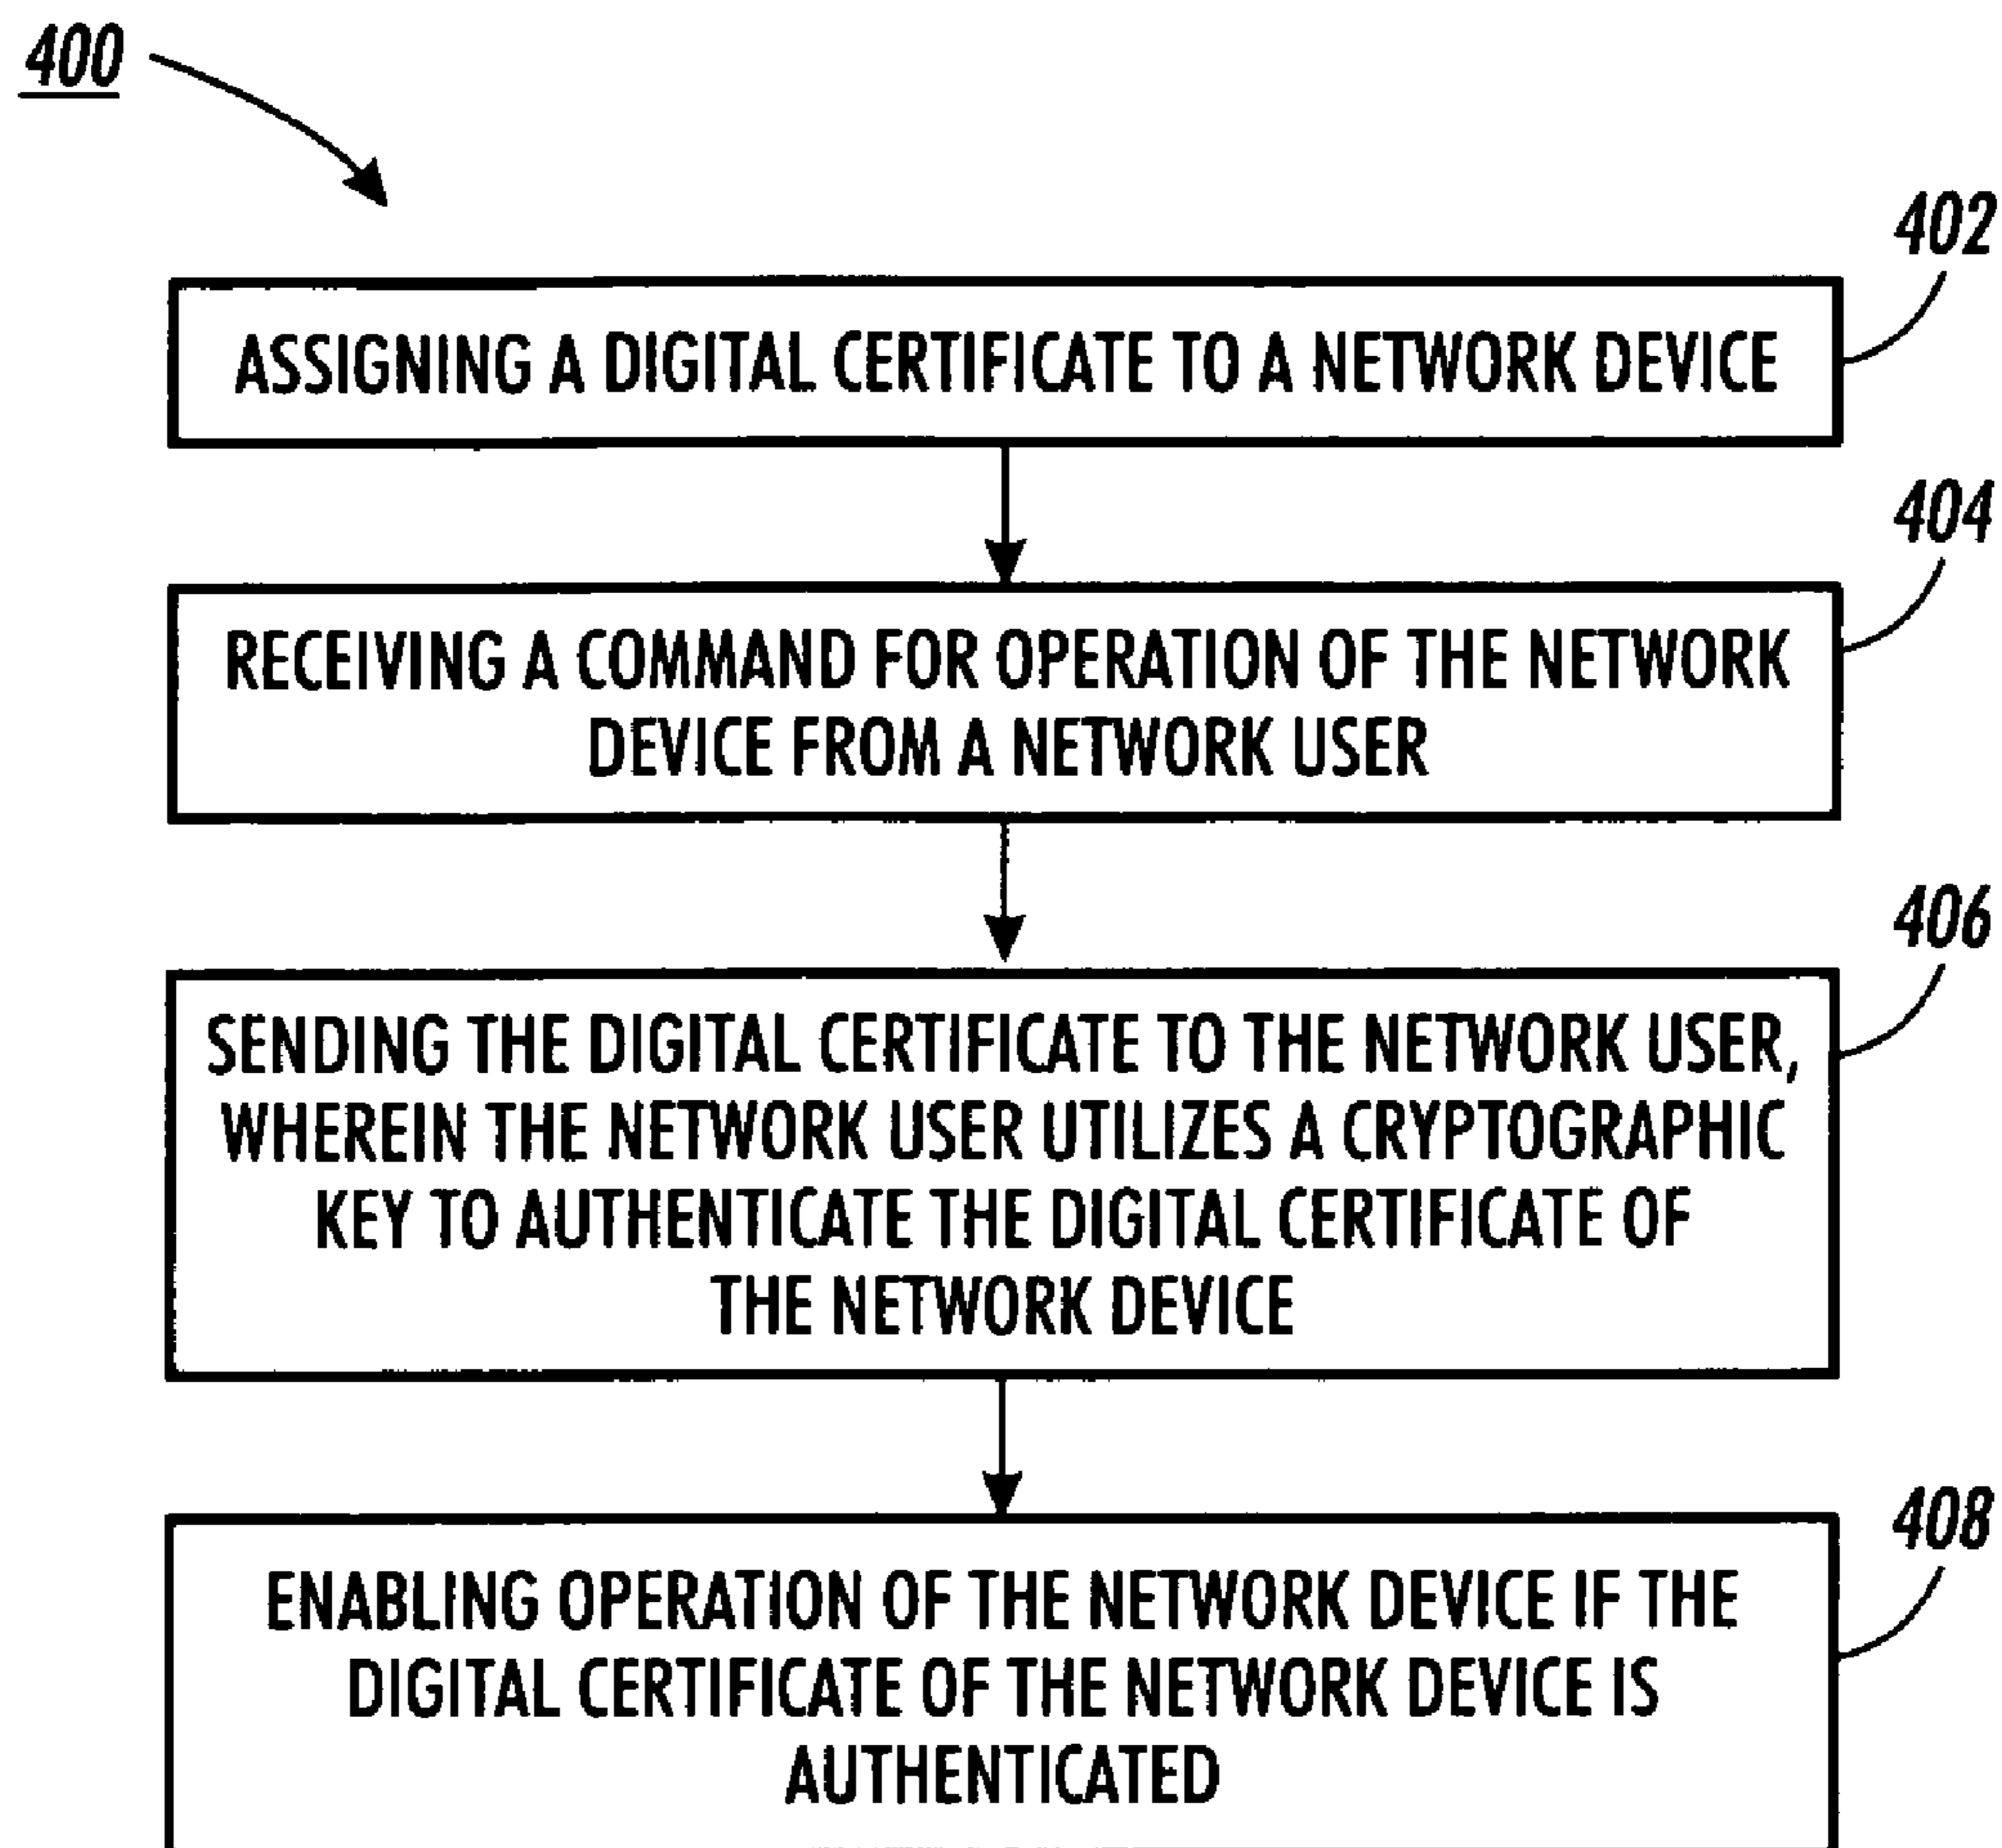 400
402
ASSIGNING A DIGITAL CERTIFICATE TO A NETWORK DEVICE
404
RECEIVING A COMMAND FOR OPERATION OF THE NETWORK
DEVICE FROM A NETWORK USER
406
SENDING THE DIGITAL CERTIFICATE TO THE NETWORK USER,
WHEREIN THE NETWORK USER UTILIZES A CRYPTOGRAPHIC
KEY TO AUTHENTICATE THE DIGITAL CERTIFICATE OF
THE NETWORK DEVICE
408
ENABLING OPERATION OF THE NETWORK DEVICE IF THE
DIGITAL CERTIFICATE OF THE NETWORK DEVICE IS
AUTHENTICATED